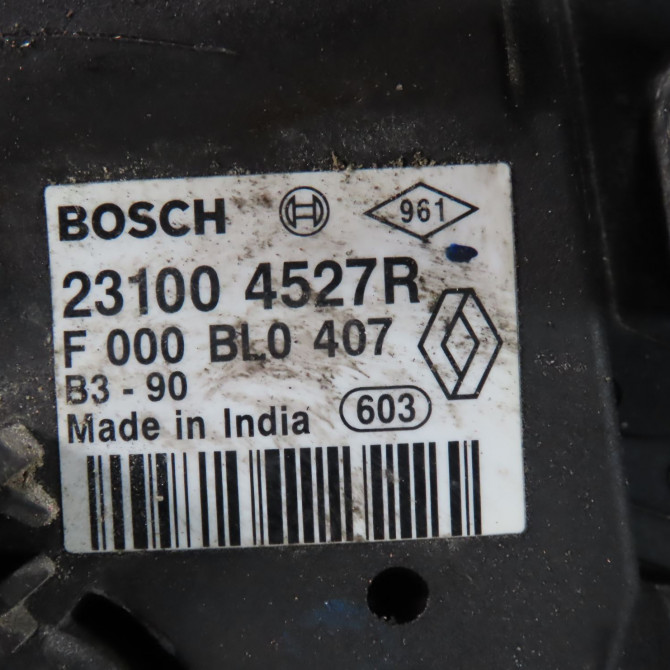 BOSCH 961
23100 4527R
F 000 BL0 407
B3 - 90
Made in India 603